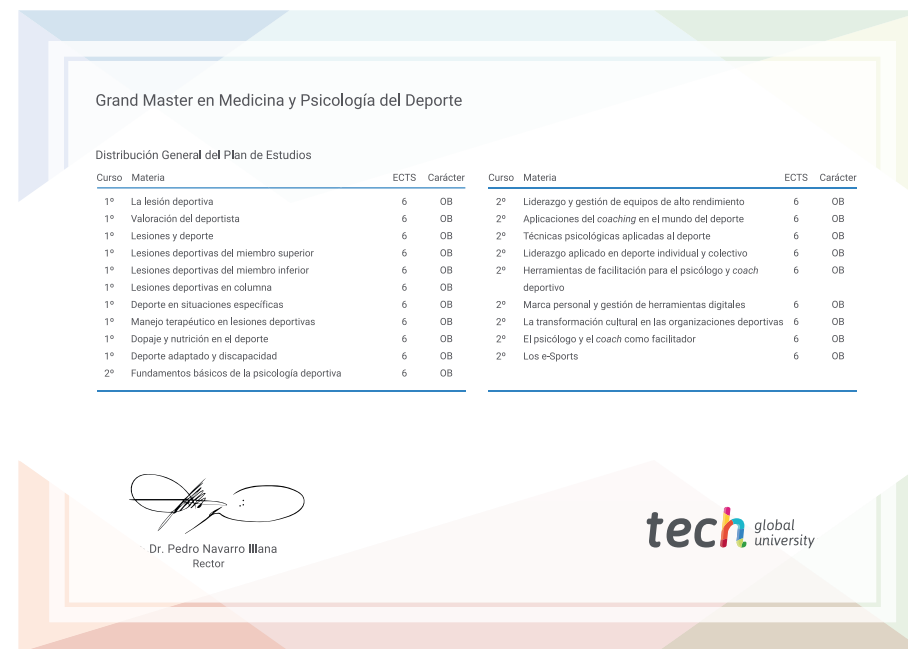 Grand Master en Medicina y Psicología del Deporte
Distribución General del Plan de Estudios
Curso Materia ECTS Carácter
1º La lesión deportiva 6 OB
1º Valoración del deportista 6 OB
1º Lesiones y deporte 6 OB
1º Lesiones deportivas del miembro superior 6 OB
1º Lesiones deportivas del miembro inferior 6 OB
1º Lesiones deportivas en columna 6 OB
1º Deporte en situaciones específicas 6 OB
1º Manejo terapéutico en lesiones deportivas 6 OB
1º Dopaje y nutrición en el deporte 6 OB
1º Deporte adaptado y discapacidad 6 OB
2º Fundamentos básicos de la psicología deportiva 6 OB
Curso Materia ECTS Carácter
2º Liderazgo y gestión de equipos de alto rendimiento 6 OB
2º Aplicaciones del coaching en el mundo del deporte 6 OB
2º Técnicas psicológicas aplicadas al deporte 6 OB
2º Liderazgo aplicado en deporte individual y colectivo 6 OB
2º Herramientas de facilitación para el psicólogo y coach 6 OB
deportivo
2º Marca personal y gestión de herramientas digitales 6 OB
2º La transformación cultural en las organizaciones deportivas 6 OB
2º El psicólogo y el coach como facilitador 6 OB
2º Los e-Sports 6 OB
Dr. Pedro Navarro Illana
Rector
tech global
university